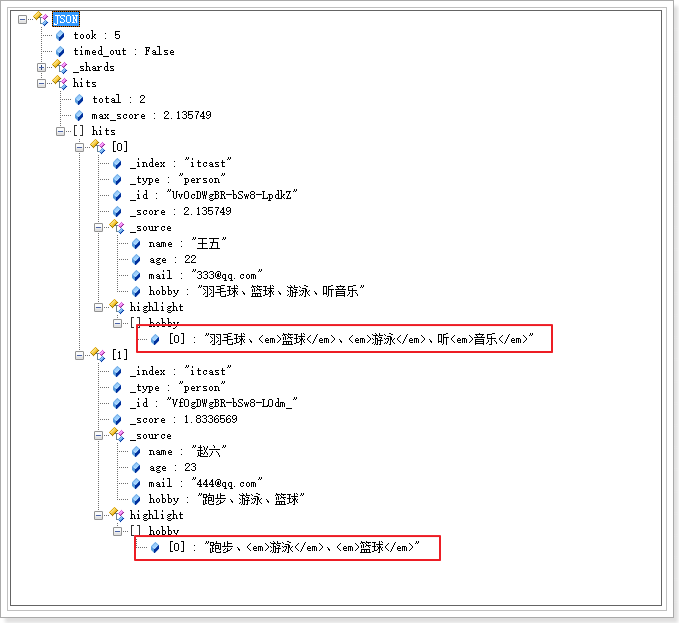 JSON
took : 5
timed_out : False
_shards
hits
total : 2
max_score : 2.135749
[] hits
[0]
_index : "itcast"
_type : "person"
_id : "UvOcDWgBR-bSw8-LpdkZ"
_score : 2.135749
_source
name : "王五"
age : 22
mail : "333@qq.com"
hobby : "羽毛球、篮球、游泳、听音乐"
highlight
[] hobby
[0] : "羽毛球、<em>篮球</em>、<em>游泳</em>、听<em>音乐</em>"
[1]
_index : "itcast"
_type : "person"
_id : "VfOgDWgBR-bSw8-LOdm_"
_score : 1.8336569
_source
name : "赵六"
age : 23
mail : "444@qq.com"
hobby : "跑步、游泳、篮球"
highlight
[] hobby
[0] : "跑步、<em>游泳</em>、<em>篮球</em>"